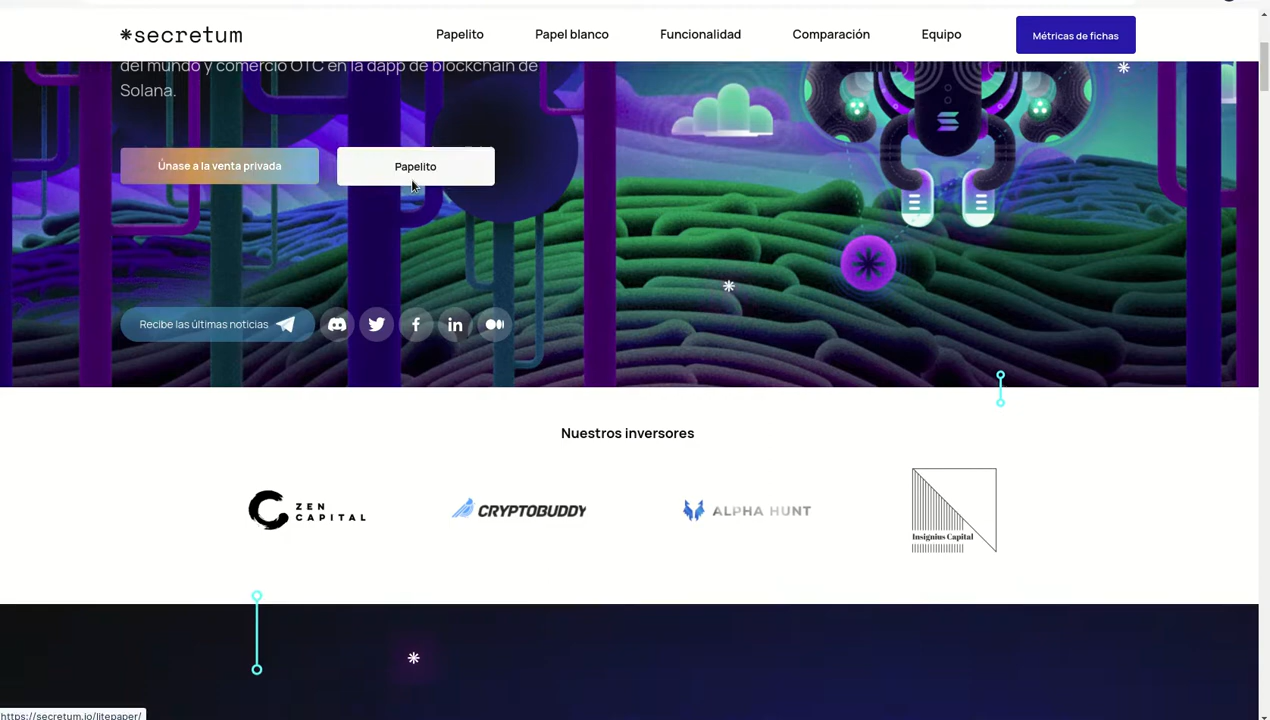 *secretum
Papelito
Papel blanco
Funcionalidad
Comparación
Equipo
Métricas de fichas
del mundo y comercio OTC en la dapp de blockchain de
Solana.
Únase a la venta privada
Papelito
Recibe las últimas noticias
Nuestros inversores
ZEN
CAPITAL
CRYPTOBUDDY
ALPHA HUNT
Insignius Capital
https://secretum.io/litepaper/